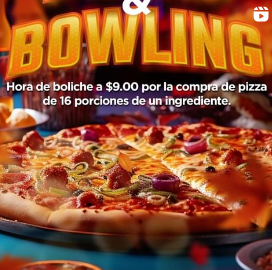 &
BOWLING
Hora de boliche a $9.00 por la compra de pizza
de 16 porciones de un ingrediente.